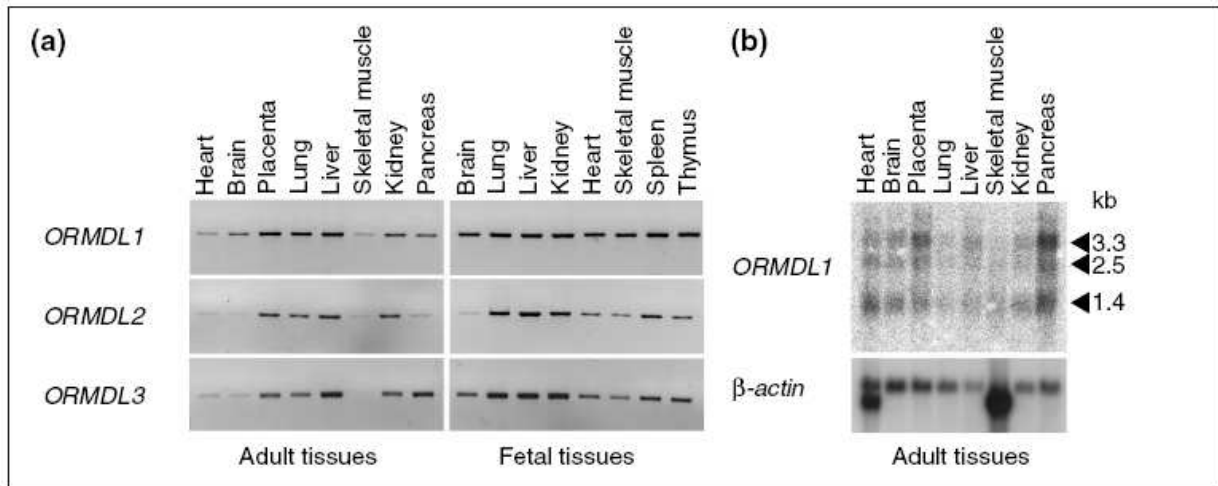 (a)
Heart
Brain
Placenta
Lung
Liver
Skeletal muscle
Kidney
Pancreas
Brain
Lung
Liver
Kidney
Heart
Skeletal muscle
Spleen
Thymus
ORMDL1
ORMDL2
ORMDL3
Adult tissues
Fetal tissues
(b)
Heart
Brain
Placenta
Lung
Liver
Skeletal muscle
Kidney
Pancreas
kb
ORMDL1
3.3
2.5
1.4
β-actin
Adult tissues